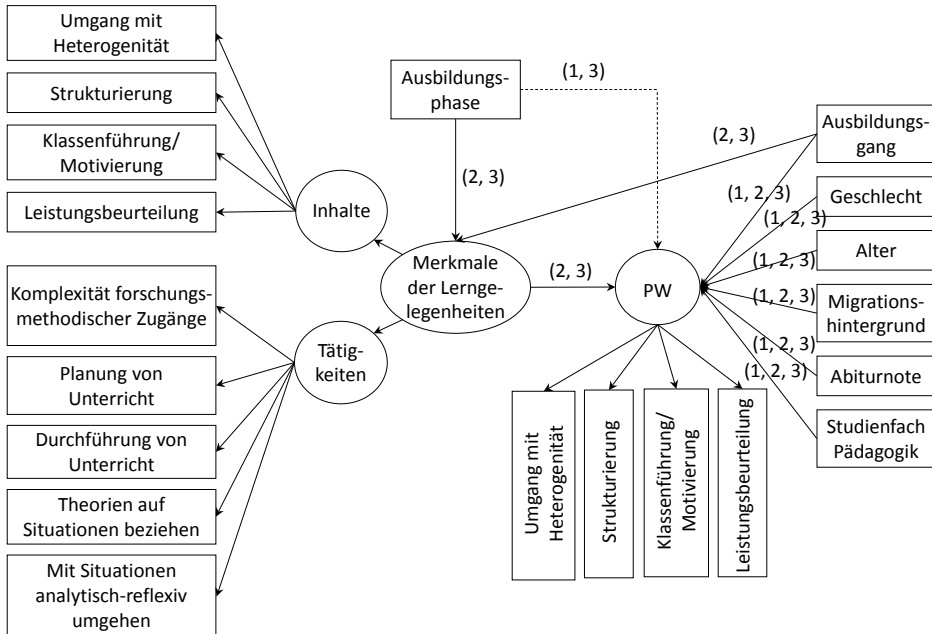 Umgang mit
Heterogenität
Strukturierung
Klassenführung/
Motivierung
Leistungsbeurteilung
Komplexität forschungs-
methodischer Zugänge
Planung von
Unterricht
Durchführung von
Unterricht
Theorien auf
Situationen beziehen
Mit Situationen
analytisch-reflexiv
umgehen
Inhalte
Tätig-
keiten
Ausbildungs-
phase
(1, 3)
(2, 3)
(2, 3)
Merkmale
der Lernge-
legenheiten
(2, 3)
PW
Umgang mit
Heterogenität
Strukturierung
Klassenführung/
Motivierung
Leistungsbeurteilung
(1, 2, 3)
(1, 2, 3)
(1, 2, 3)
(1, 2, 3)
(1, 2, 3)
(1, 2, 3)
Ausbildungs-
gang
Geschlecht
Alter
Migrations-
hintergrund
Abiturnote
Studienfach
Pädagogik